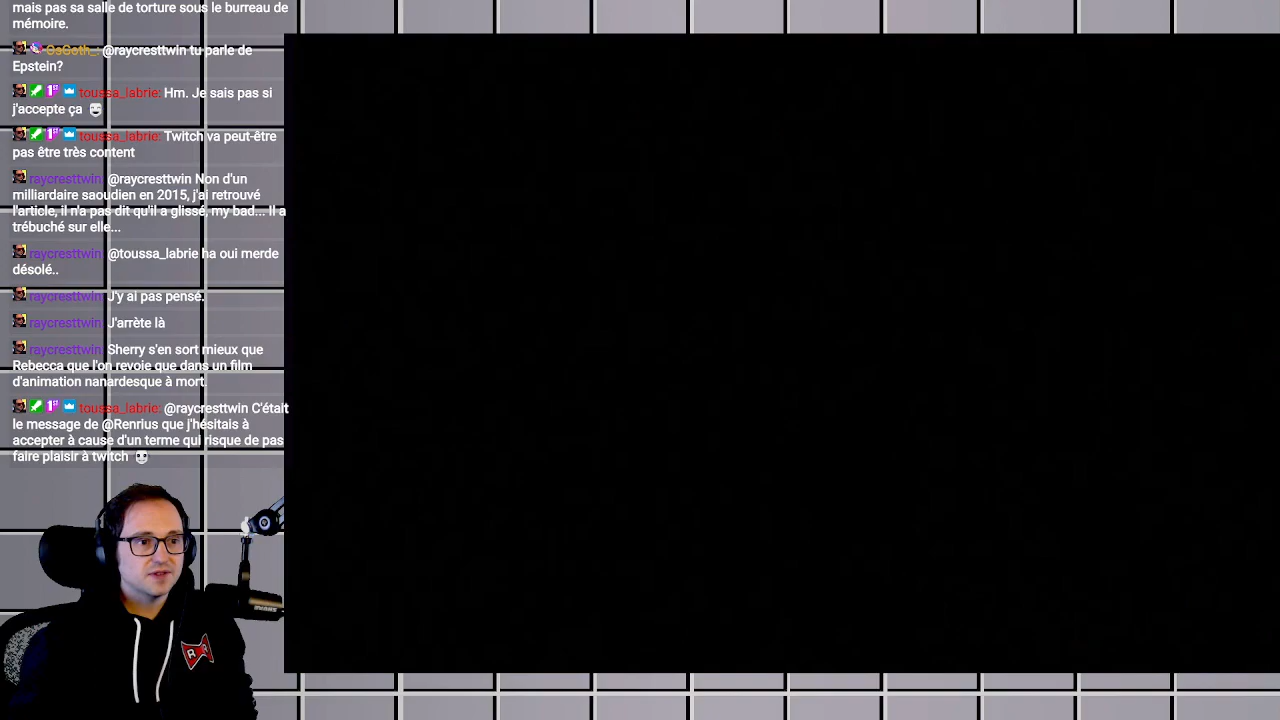 mais pas sa salle de torture sous le burreau de
mémoire.
OsGoth_: @raycresttwin tu parle de
Epstein?
toussa_labrie: Hm. Je sais pas si
j'accepte ça
toussa_labrie: Twitch va peut-être
pas être très content
raycresttwin: @raycresttwin Non d'un
milliardaire saoudien en 2015, j'ai retrouvé
l'article, il n'a pas dit qu'il a glissé, my bad... Il a
trébuché sur elle...
raycresttwin: @toussa_labrie ha oui merde
désolé..
raycresttwin: J'y ai pas pensé.
raycresttwin: J'arrète là
raycresttwin: Sherry s'en sort mieux que
Rebecca que l'on revoie que dans un film
d'animation nanardesque à mort.
toussa_labrie: @raycresttwin C'était
le message de @Renrius que j'hésitais à
accepter à cause d'un terme qui risque de pas
faire plaisir à twitch